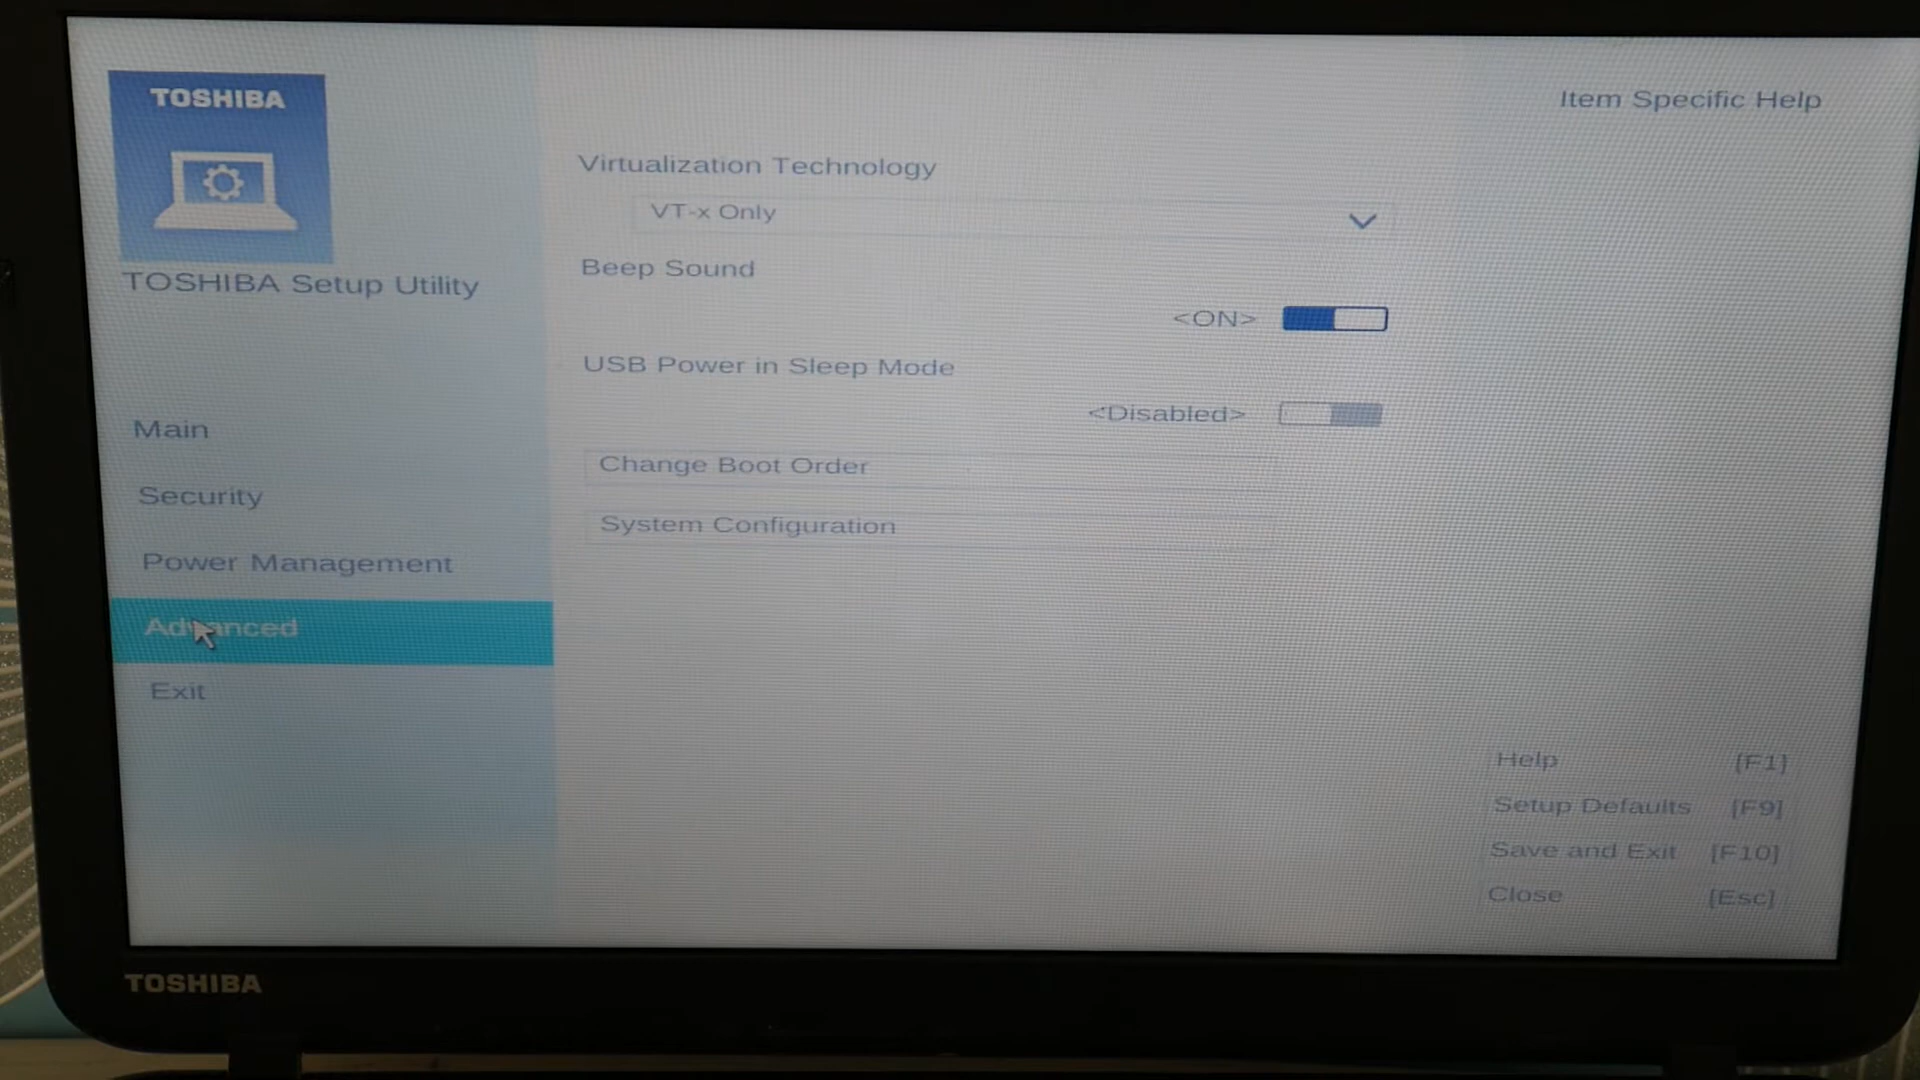 TOSHIBA
TOSHIBA Setup Utility
Main
Security
Power Management
Advanced
Exit
Virtualization Technology
VT-x Only
Beep Sound
<ON>
USB Power in Sleep Mode
<Disabled>
Change Boot Order
System Configuration
Item Specific Help
Help [F1]
Setup Defaults [F9]
Save and Exit [F10]
Close [Esc]
TOSHIBA